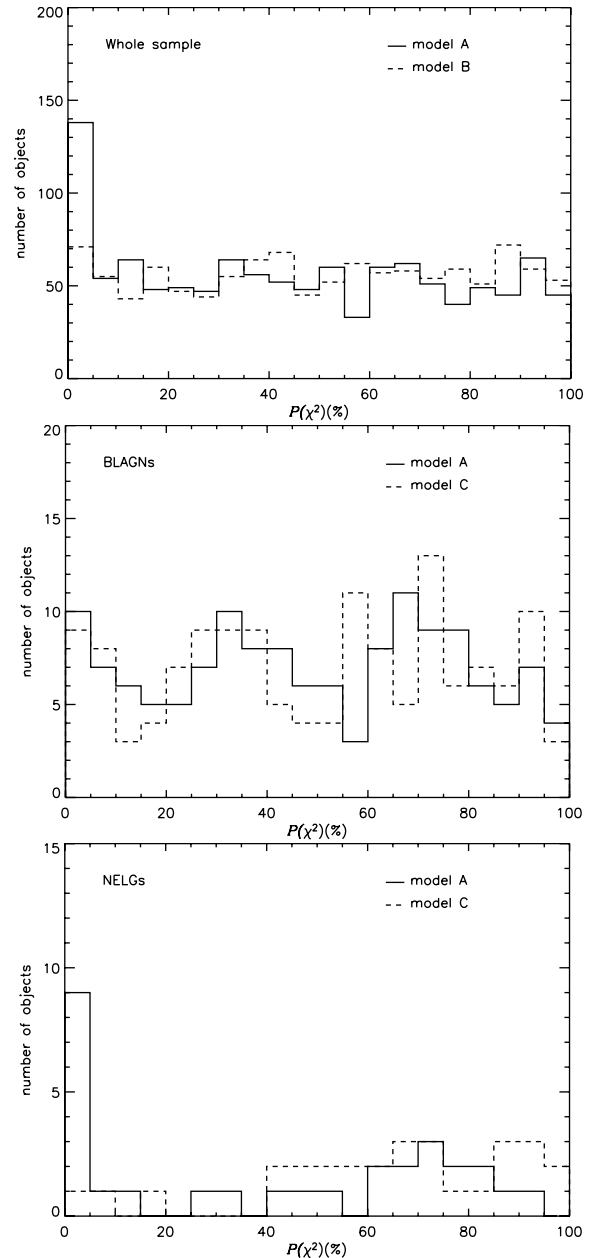 200
Whole sample
model A
model B
150
number of objects
100
50
0
0 20 40 60 80 100
P(χ²)(%)
20
BLAGNs
model A
model C
15
number of objects
10
5
0
0 20 40 60 80 100
P(χ²)(%)
15
NELGs
model A
model C
10
number of objects
5
0
0 20 40 60 80 100
P(χ²)(%)